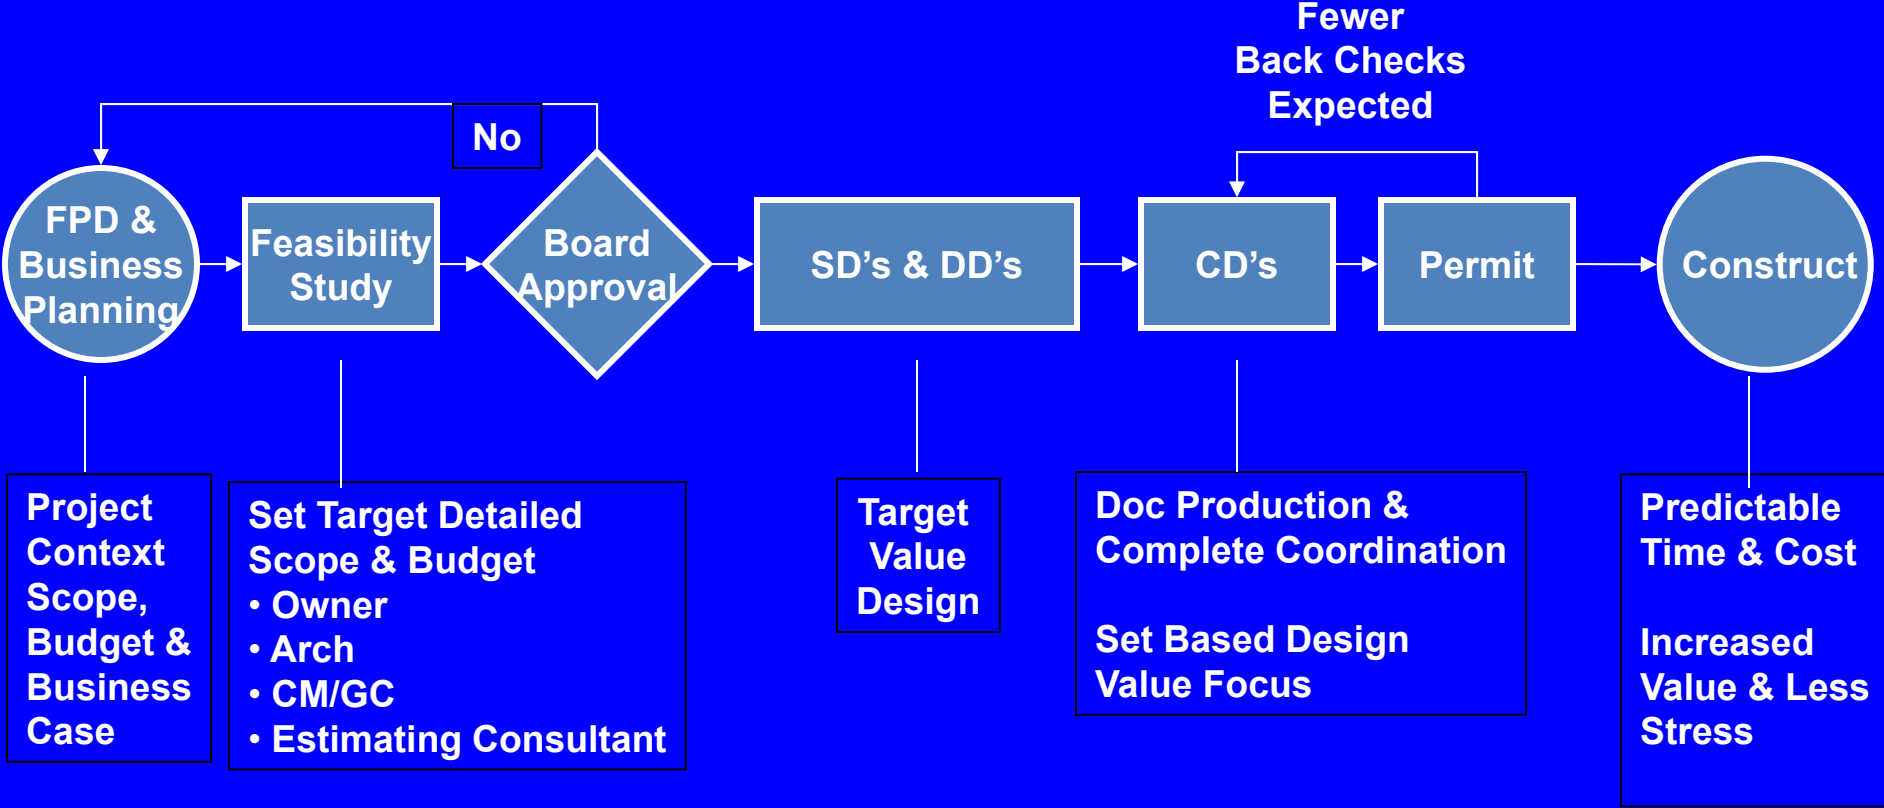 Fewer
Back Checks
Expected
No
FPD &
Business
Planning
Feasibility
Study
Board
Approval
SD’s & DD’s
CD’s
Permit
Construct
Project
Context
Scope,
Budget &
Business
Case
Set Target Detailed
Scope & Budget
• Owner
• Arch
• CM/GC
• Estimating Consultant
Target
Value
Design
Doc Production &
Complete Coordination
Set Based Design
Value Focus
Predictable
Time & Cost
Increased
Value & Less
Stress